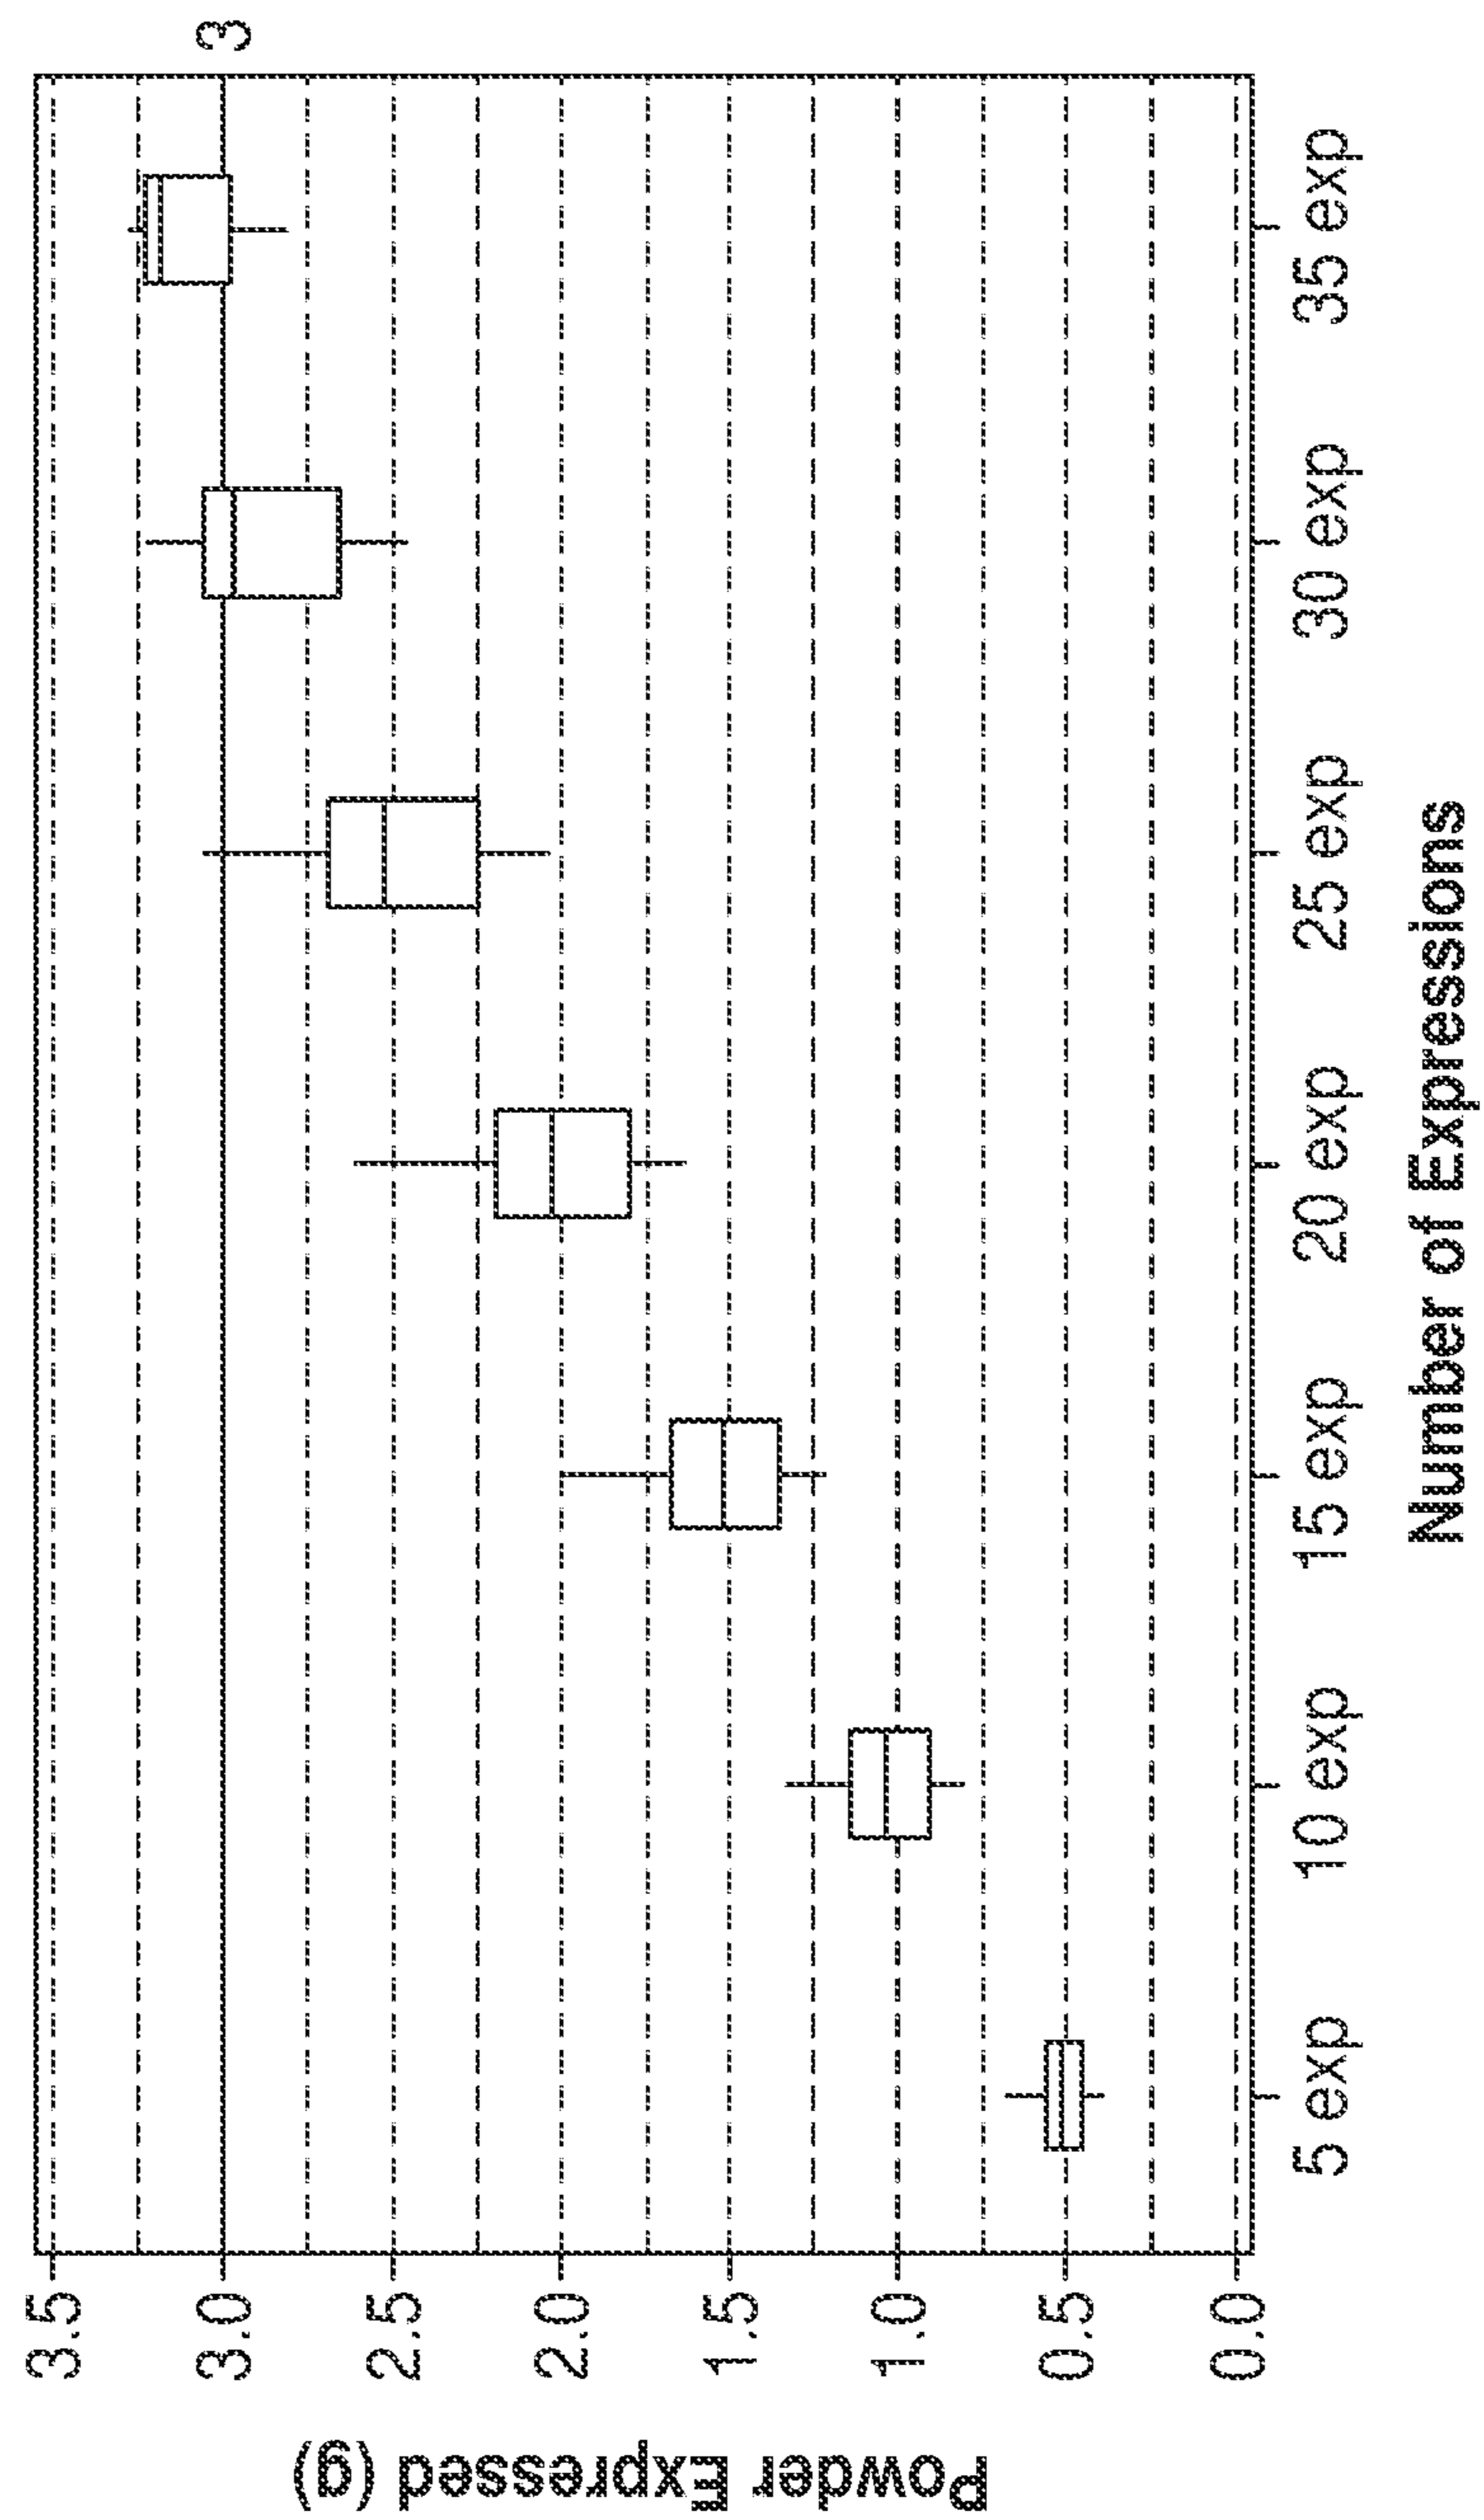 Powder Expressed (g)
3.5
3.0
2.5
2.0
1.5
1.0
0.5
0.0
3
5 exp
10 exp
15 exp
20 exp
25 exp
30 exp
35 exp
Number of Expressions